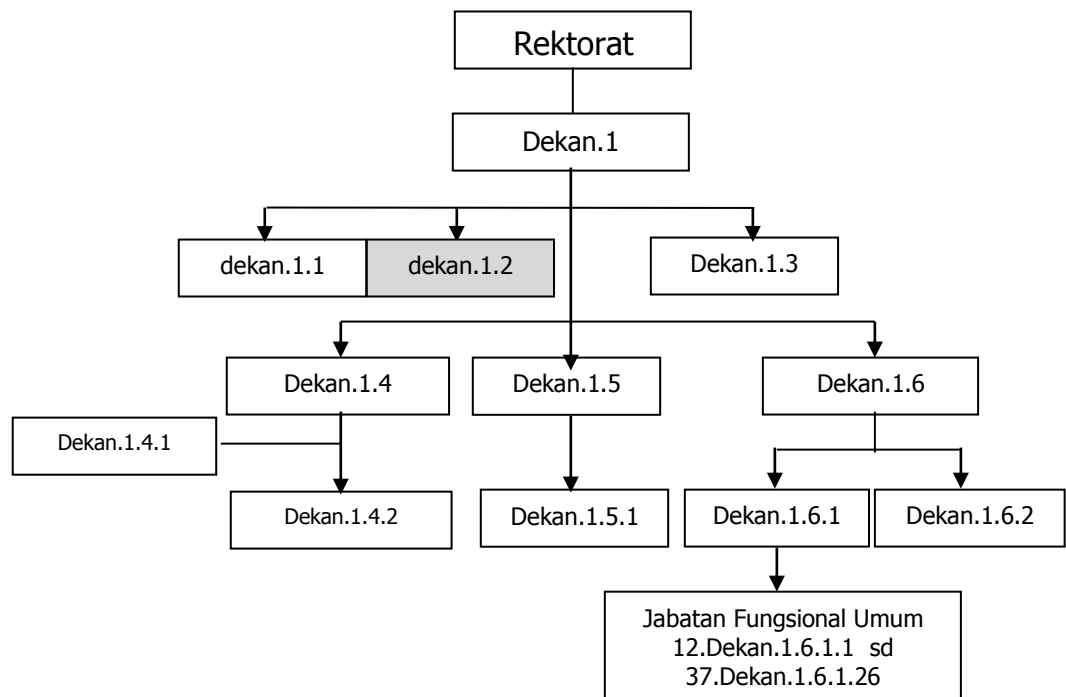 Rektorat
Dekan.1
dekan.1.1
dekan.1.2
Dekan.1.3
Dekan.1.4
Dekan.1.5
Dekan.1.6
Dekan.1.4.1
Dekan.1.4.2
Dekan.1.5.1
Dekan.1.6.1
Dekan.1.6.2
Jabatan Fungsional Umum
12.Dekan.1.6.1.1 sd
37.Dekan.1.6.1.26